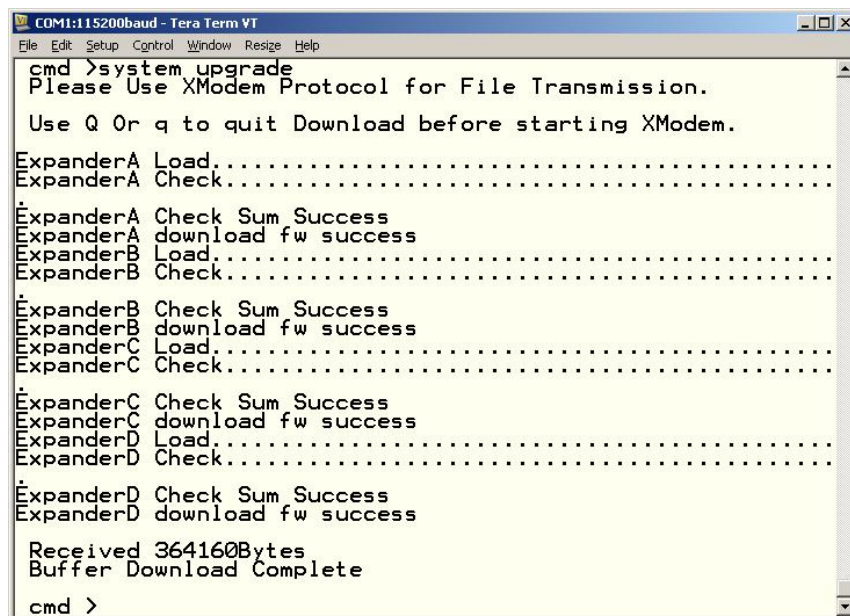 COM1:115200baud - Tera Term VT
File Edit Setup Control Window Resize Help
cmd >system upgrade
Please Use XModem Protocol for File Transmission.
Use Q Or q to quit Download before starting XModem.
ExpanderA Load..............................................
ExpanderA Check.............................................
.
ExpanderA Check Sum Success
ExpanderA download fw success
ExpanderB Load..............................................
ExpanderB Check.............................................
.
ExpanderB Check Sum Success
ExpanderB download fw success
ExpanderC Load..............................................
ExpanderC Check.............................................
.
ExpanderC Check Sum Success
ExpanderC download fw success
ExpanderD Load..............................................
ExpanderD Check.............................................
.
ExpanderD Check Sum Success
ExpanderD download fw success
Received 364160Bytes
Buffer Download Complete
cmd >